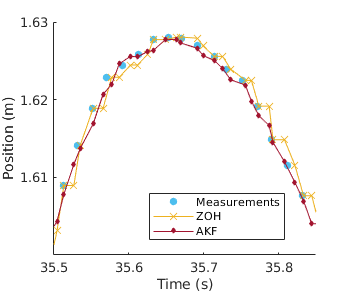 1.63
1.62
1.61
Position (m)
Measurements
ZOH
AKF
35.5
35.6
35.7
35.8
Time (s)